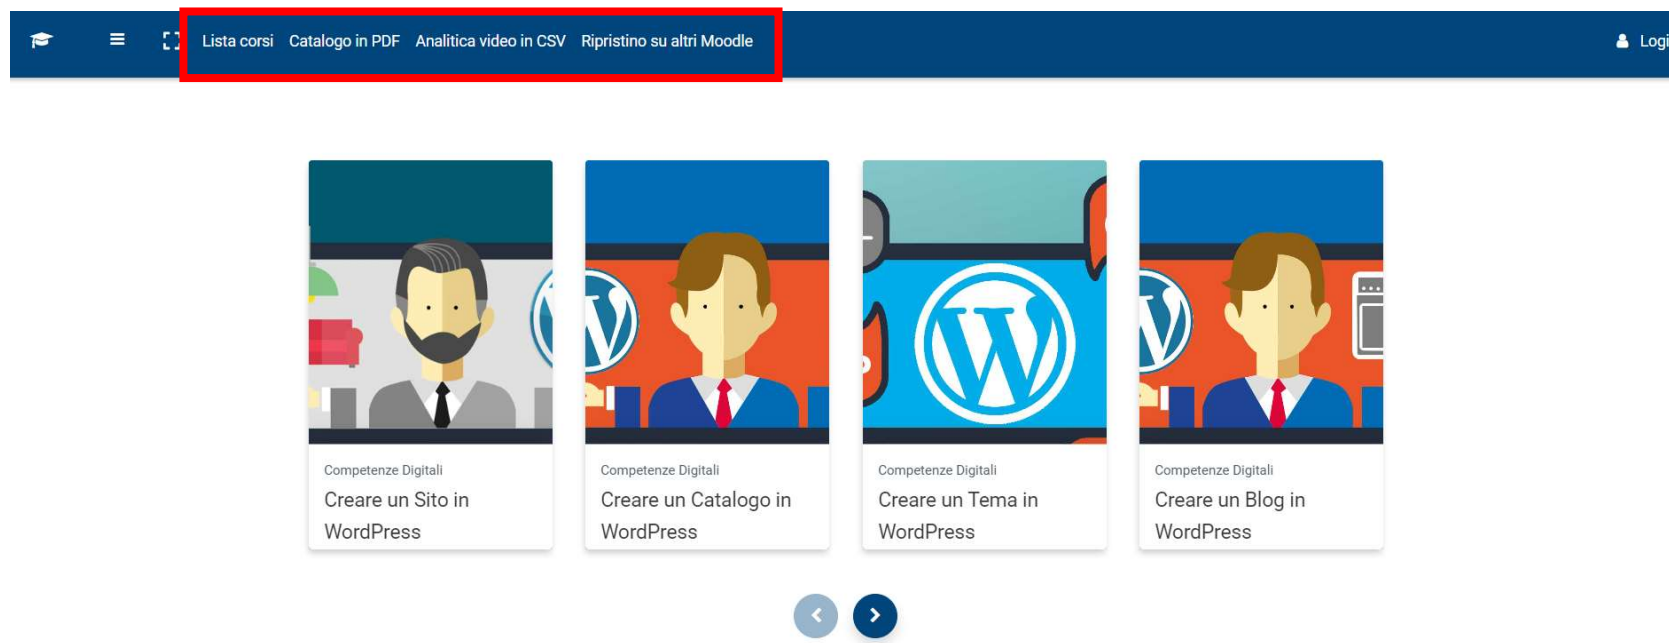 Lista corsi Catalogo in PDF Analitica video in CSV Ripristino su altri Moodle Logi
Competenze Digitali
Creare un Sito in
WordPress
Competenze Digitali
Creare un Catalogo in
WordPress
Competenze Digitali
Creare un Tema in
WordPress
Competenze Digitali
Creare un Blog in
WordPress